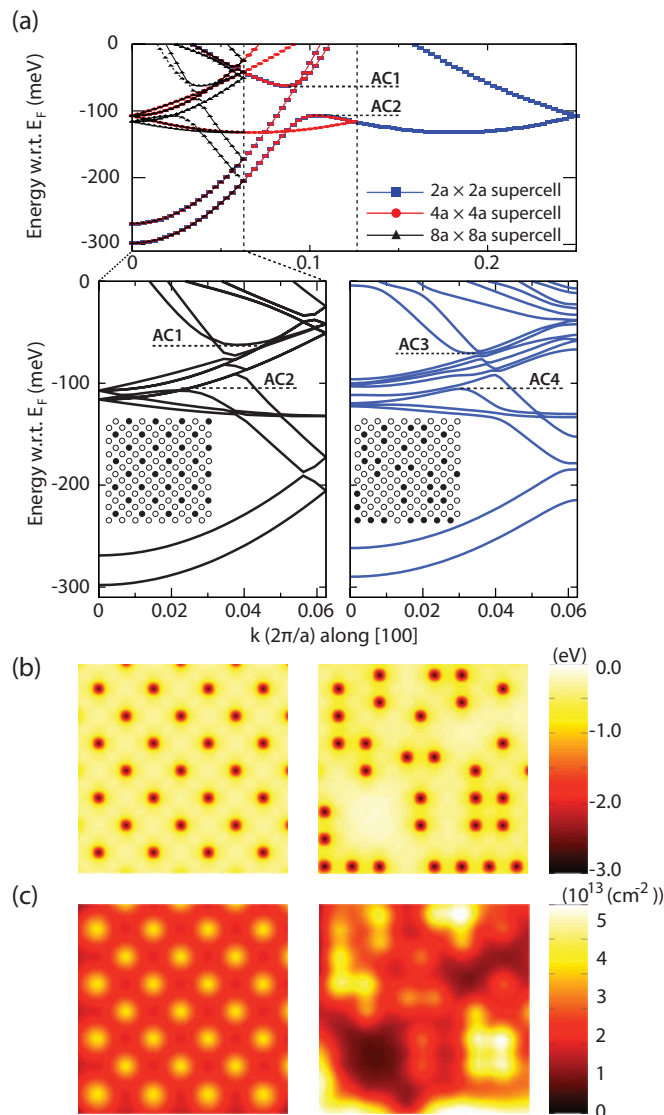 (a)
Energy w.r.t. E_F (meV)
0
-100
-200
-300
AC1
AC2
2a × 2a supercell
4a × 4a supercell
8a × 8a supercell
0
0.1
0.2
Energy w.r.t. E_F (meV)
0
-100
-200
-300
AC1
AC2
AC3
AC4
0
0.02
0.04
0.06
0
0.02
0.04
0.06
k (2π/a) along [100]
(b)
(eV)
0.0
-1.0
-2.0
-3.0
(c)
(10¹³ (cm⁻²))
5
4
3
2
1
0